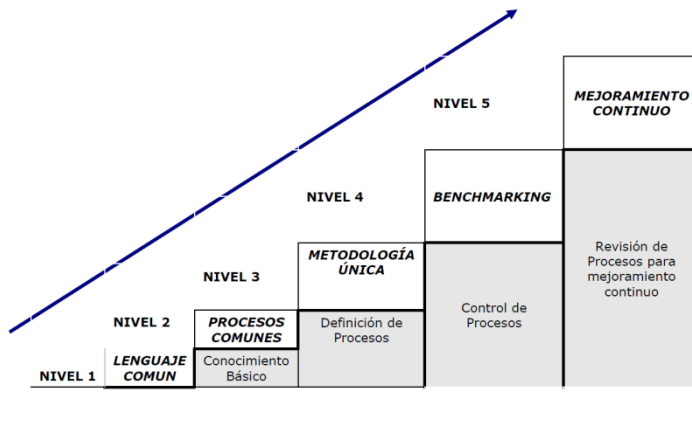 NIVEL 5
MEJORAMIENTO
CONTINUO
NIVEL 4
BENCHMARKING
NIVEL 3
METODOLOGÍA
ÚNICA
Revisión de
Procesos para
mejoramiento
continuo
NIVEL 2
PROCESOS
COMUNES
Definición de
Procesos
Control de
Procesos
NIVEL 1
LENGUAJE
COMUN
Conocimiento
Básico